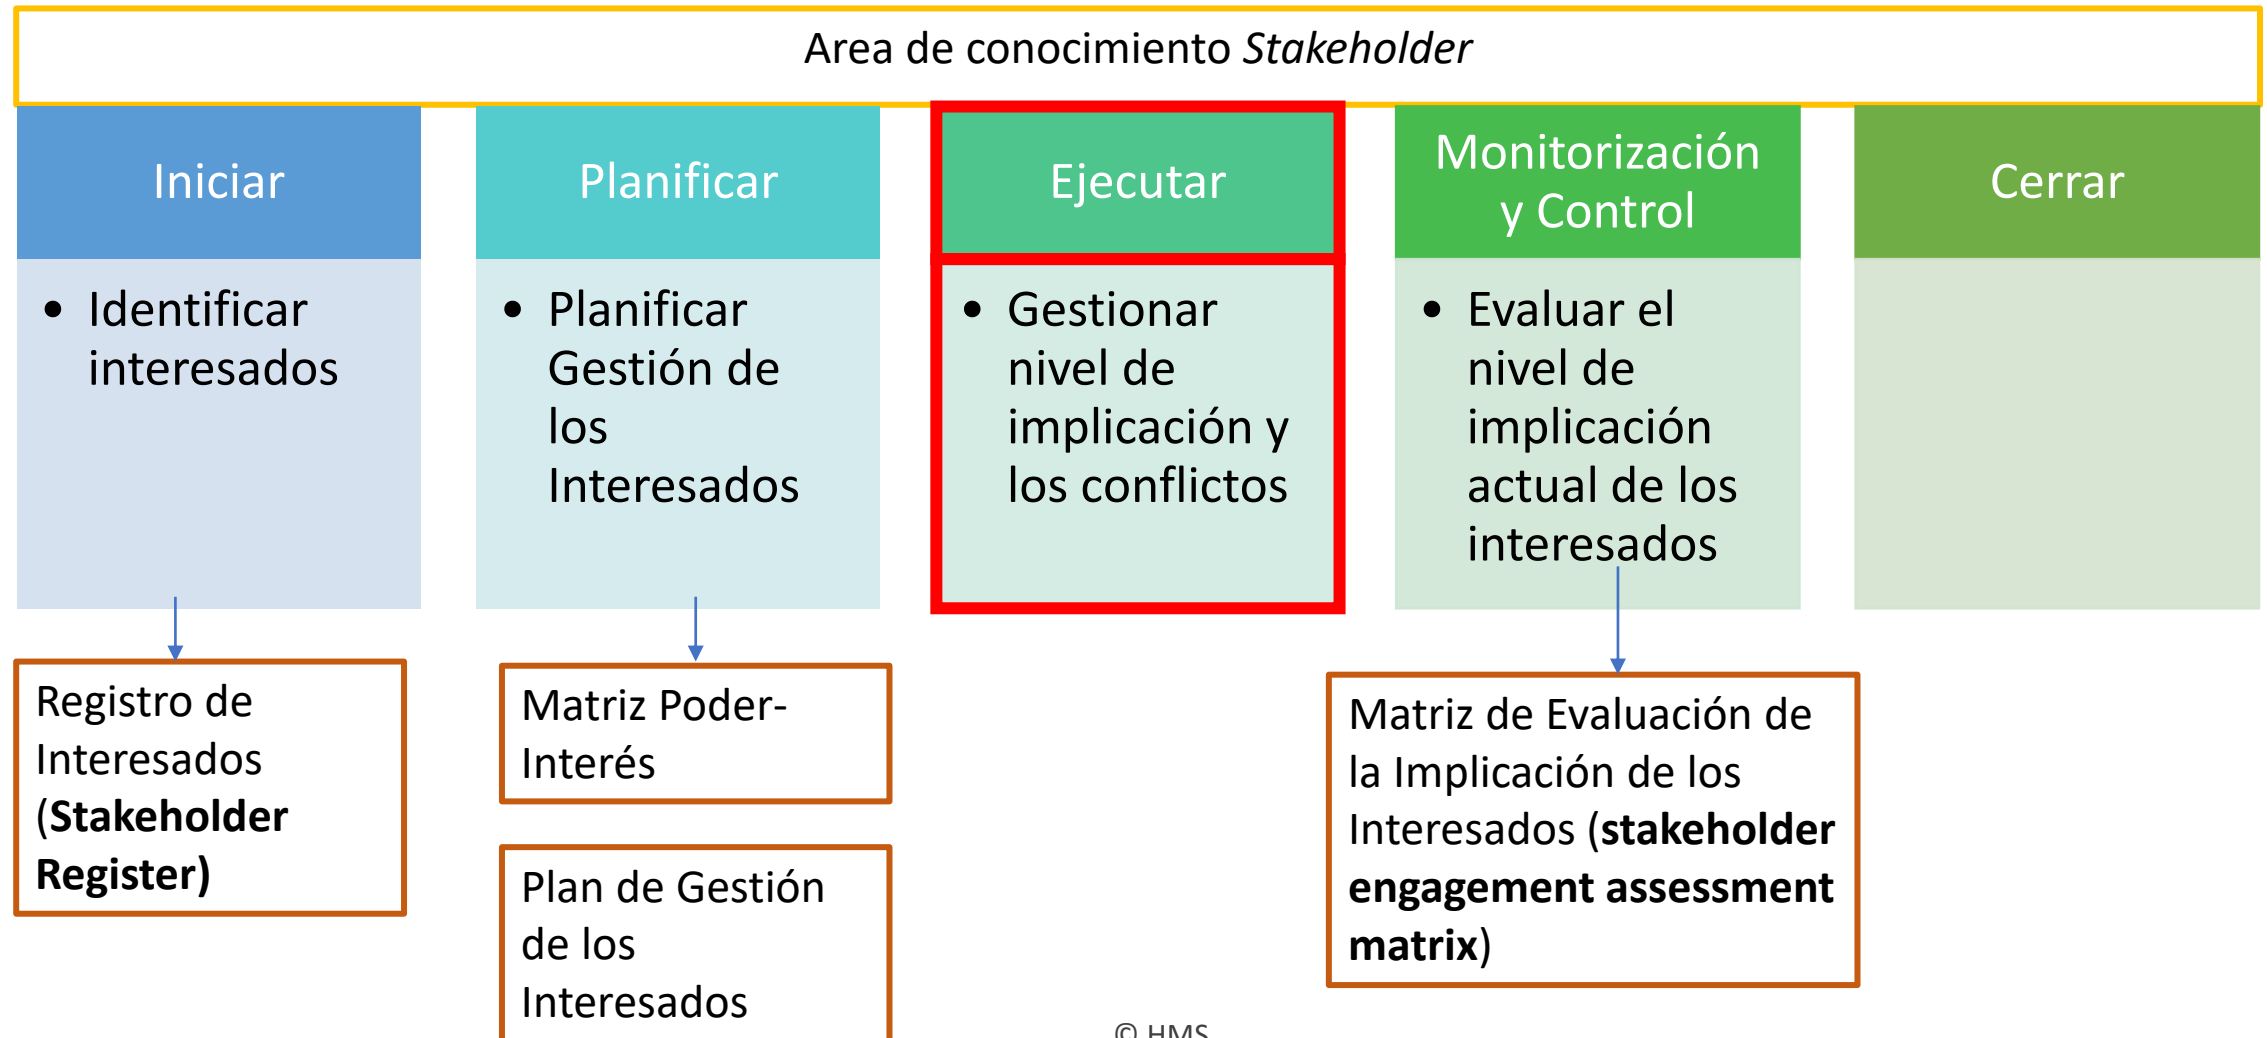 Area de conocimiento Stakeholder
Iniciar
• Identificar
interesados
Planificar
• Planificar
Gestión de
los
Interesados
Ejecutar
• Gestionar
nivel de
implicación y
los conflictos
Monitorización
y Control
• Evaluar el
nivel de
implicación
actual de los
interesados
Cerrar
Registro de
Interesados
(Stakeholder
Register)
Matriz Poder-
Interés
Plan de Gestión
de los
Interesados
Matriz de Evaluación de
la Implicación de los
Interesados (stakeholder
engagement assessment
matrix)
© HMS